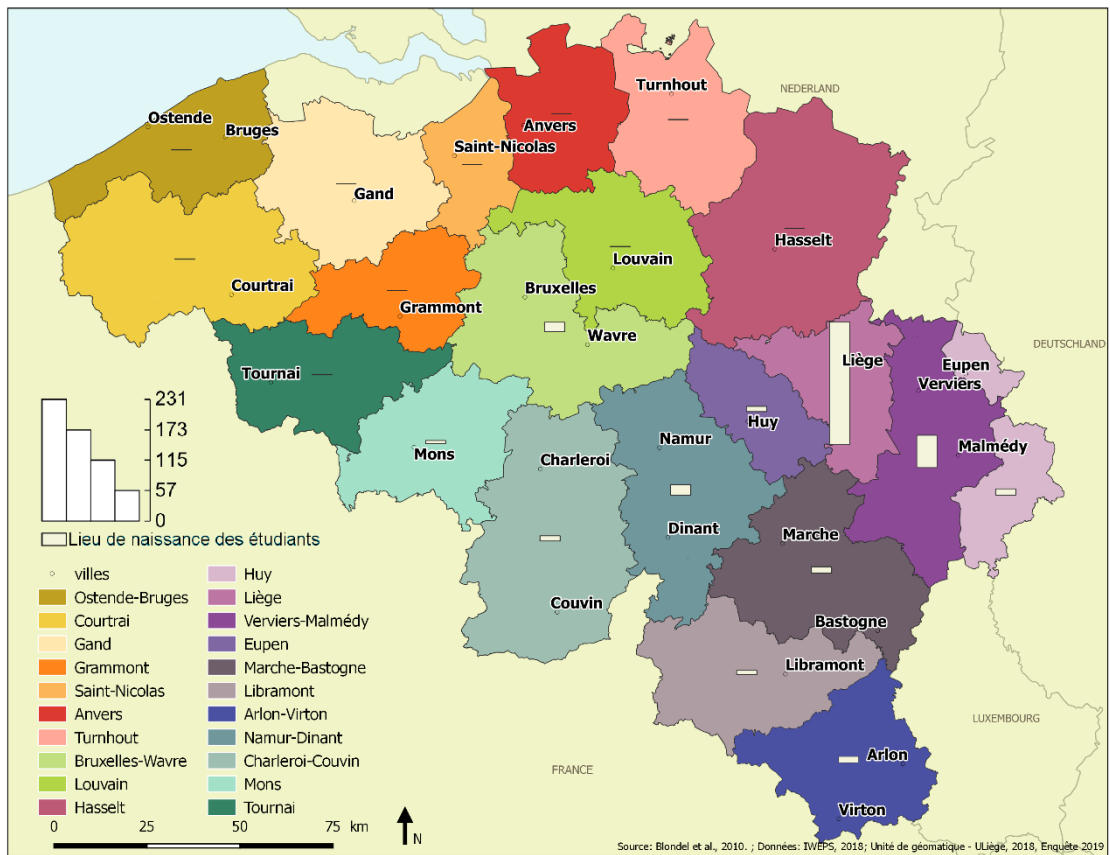 Turnhout
NEDERLAND
Ostende
Bruges
Anvers
Saint-Nicolas
Gand
Hasselt
Louvain
Courtrai
Bruxelles
Grammont
Wavre
DEUTSCHLAND
Liège
Eupen
Verviers
Tournai
Huy
Namur
Malmédy
Mons
Charleroi
231
173
115
57
0
Dinant
Marche
Lieu de naissance des étudiants
villes
Ostende-Bruges
Courtrai
Gand
Grammont
Saint-Nicolas
Anvers
Turnhout
Bruxelles-Wavre
Louvain
Hasselt
Huy
Liège
Verviers-Malmédy
Eupen
Marche-Bastogne
Libramont
Arlon-Virton
Namur-Dinant
Charleroi-Couvin
Mons
Tournai
Couvin
Bastogne
Libramont
LUXEMBOURG
FRANCE
Arlon
Virton
0 25 50 75 km
N
Source: Blondel et al., 2010. ; Données: IWEPS, 2018; Unité de géomatique - ULiège, 2018, Enquête 2019